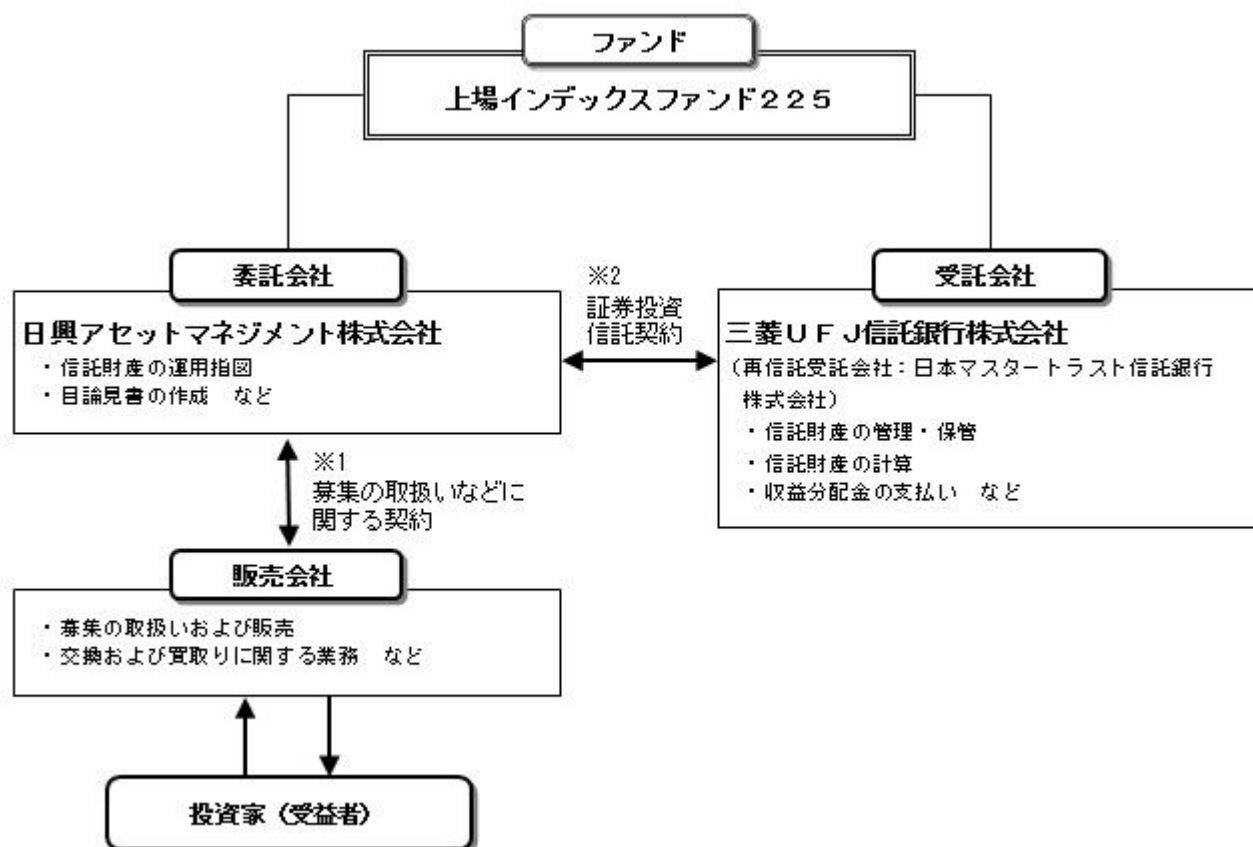 ファンド
上場インデックスファンド２２５
委託会社
日興アセットマネジメント株式会社
・信託財産の運用指図
・目論見書の作成　など
※2
証券投資
信託契約
受託会社
三菱ＵＦＪ信託銀行株式会社
（再信託受託会社：日本マスタートラスト信託銀行
株式会社）
・信託財産の管理・保管
・信託財産の計算
・収益分配金の支払い　など
※1
募集の取扱いなどに
関する契約
販売会社
・募集の取扱いおよび販売
・交換および買取りに関する業務　など
投資家（受益者）